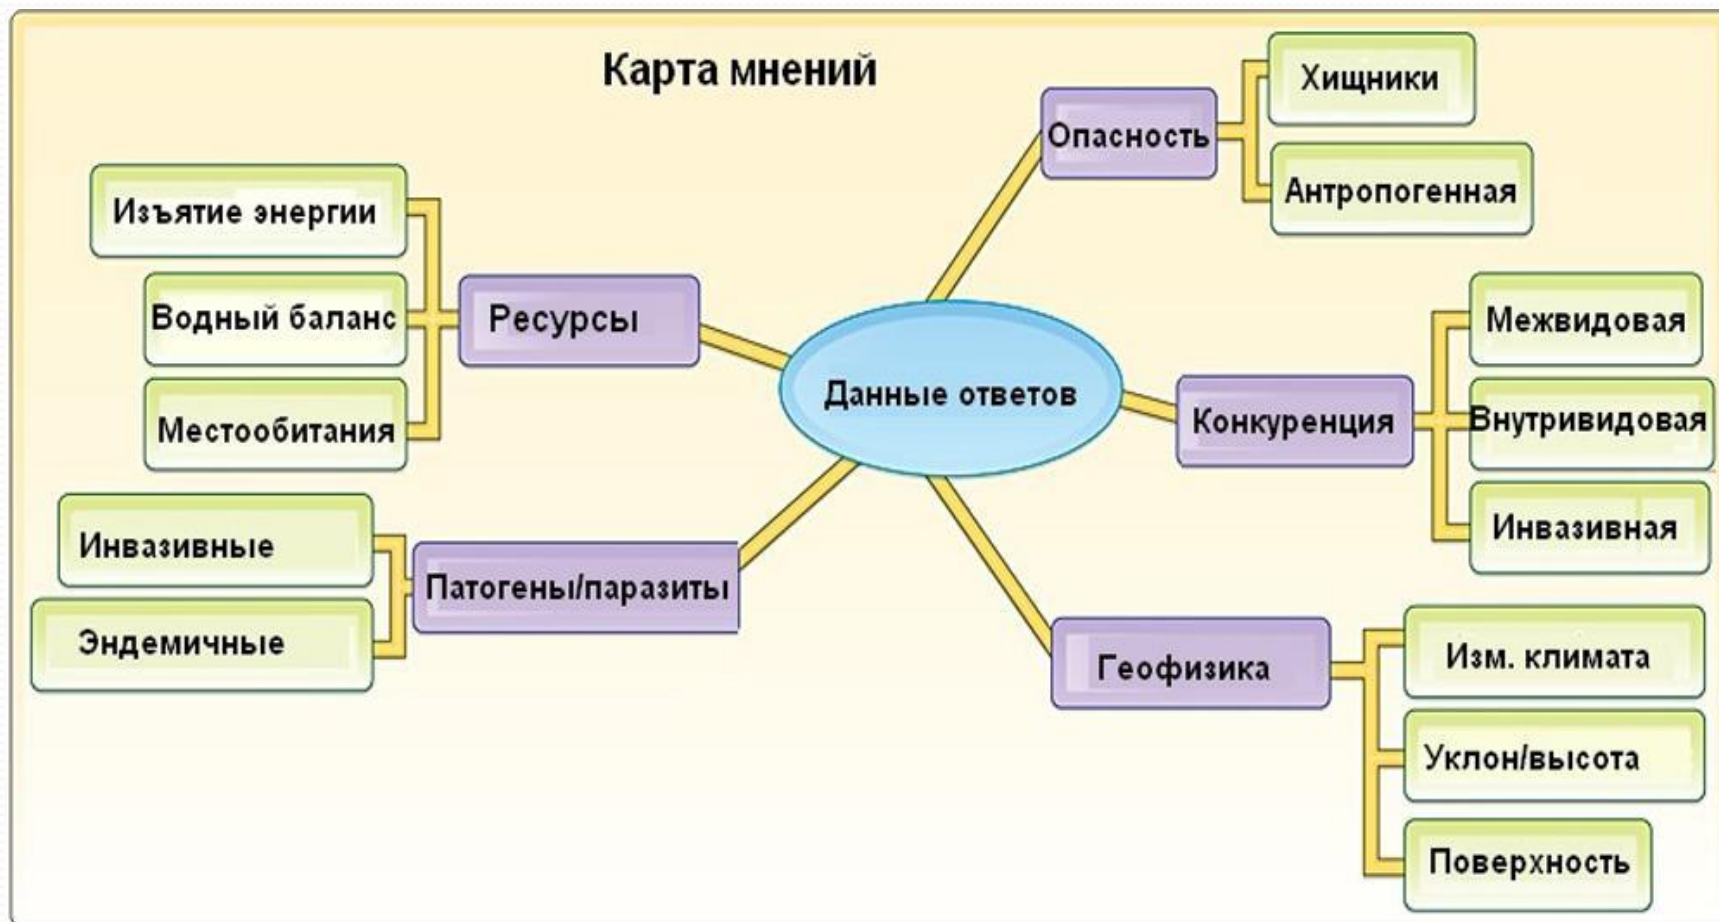 Карта мнений
Хищники
Опасность
Антропогенная
Изъятие энергии
Водный баланс
Ресурсы
Местообитания
Данные ответов
Межвидовая
Конкуренция
Внутривидовая
Инвазивная
Инвазивные
Патогены/паразиты
Эндемичные
Геофизика
Изм. климата
Уклон/высота
Поверхность